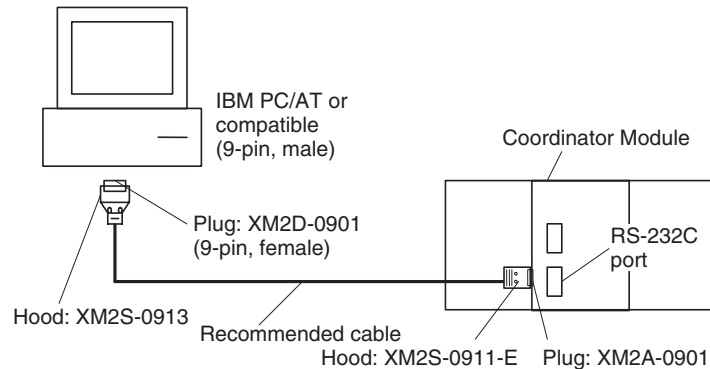 IBM PC/AT or
compatible
(9-pin, male)
Coordinator Module
Plug: XM2D-0901
(9-pin, female)
RS-232C
port
Hood: XM2S-0913
Recommended cable
Hood: XM2S-0911-E
Plug: XM2A-0901